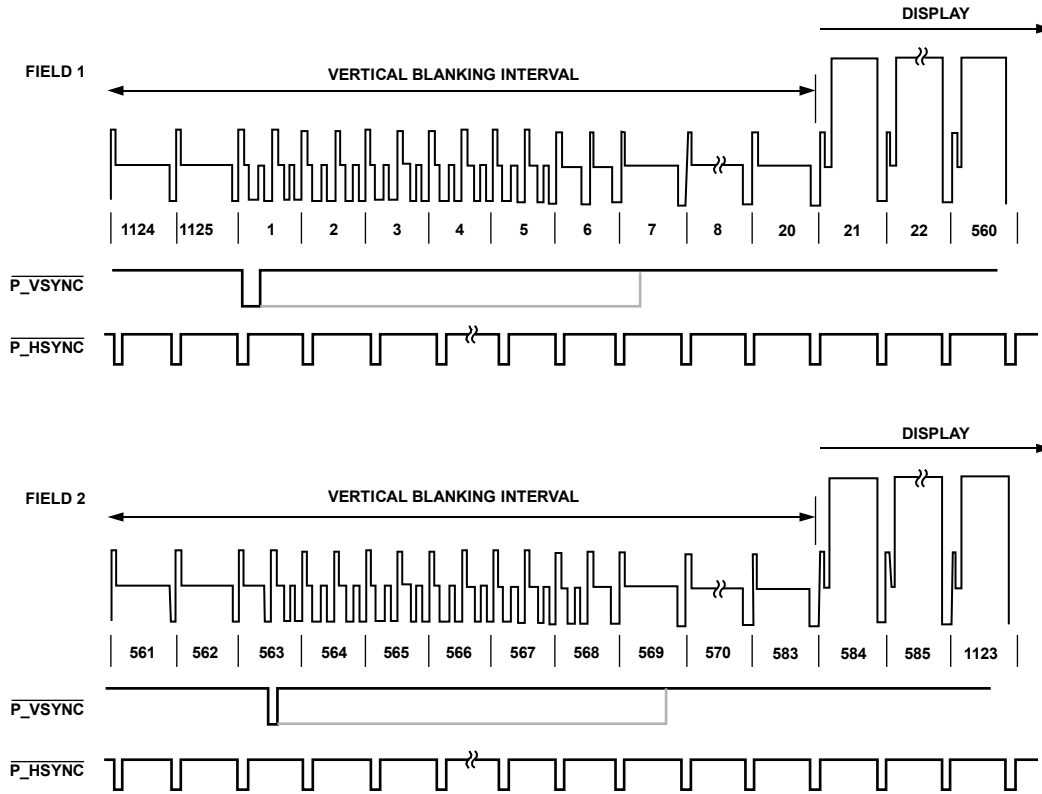 DISPLAY
FIELD 1
VERTICAL BLANKING INTERVAL
1124 1125 1 2 3 4 5 6 7 8 20 21 22 560
P_VSYNC
P_HSYNC
DISPLAY
FIELD 2
VERTICAL BLANKING INTERVAL
561 562 563 564 565 566 567 568 569 570 583 584 585 1123
P_VSYNC
P_HSYNC